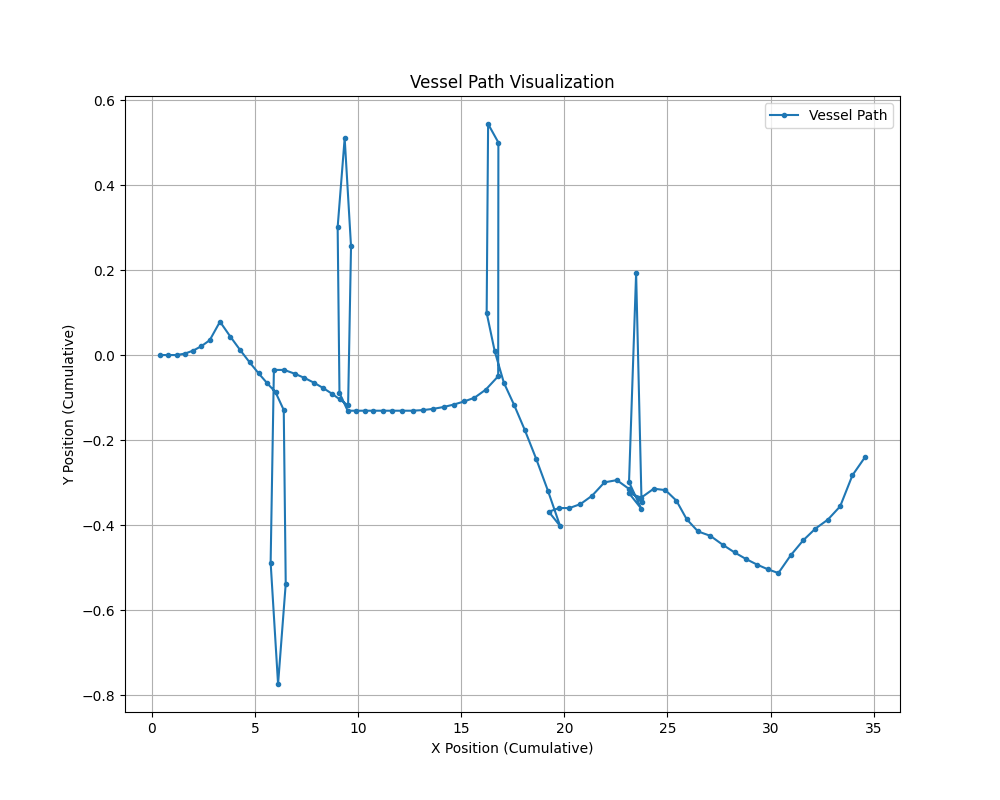 Vessel Path Visualization
Vessel Path
0.6
0.4
0.2
0.0
−0.2
−0.4
−0.6
−0.8
Y Position (Cumulative)
0 5 10 15 20 25 30 35
X Position (Cumulative)